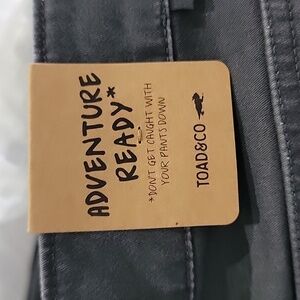 ADVENTURE
READY*
*DON'T GET CAUGHT WITH
YOUR PANTS DOWN
TOAD&CO